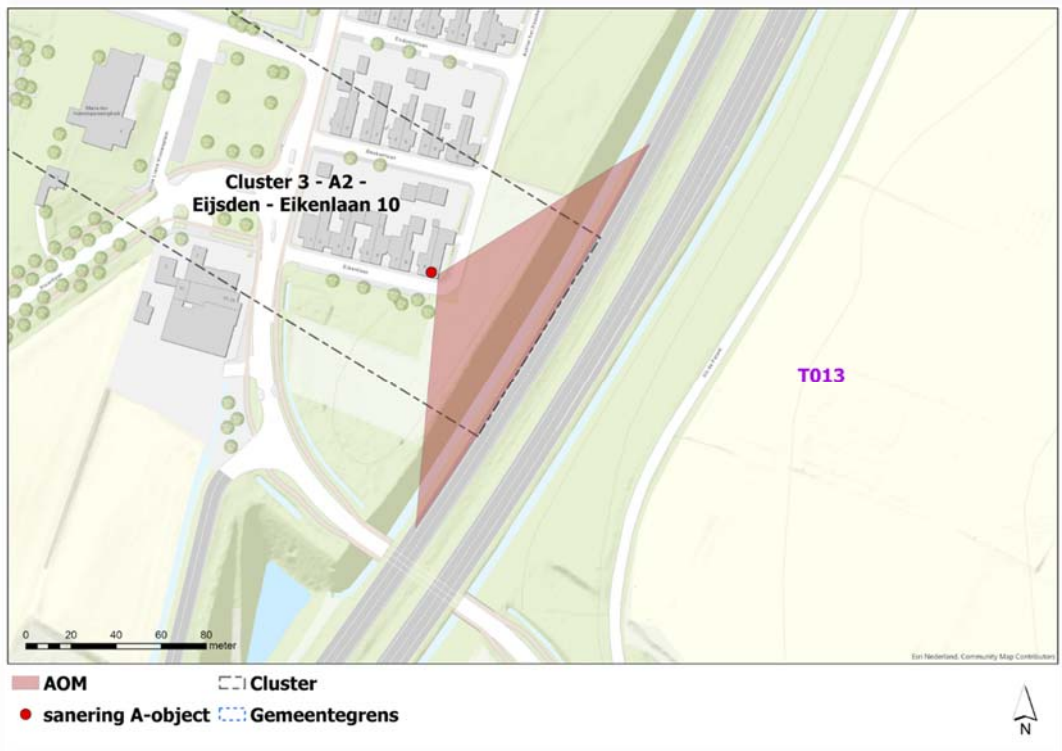 Cluster 3 - A2 -
Eijsden - Eikenlaan 10
Eikenlaan
T013
0 20 40 60 80
meter
Esri Nederland, Community Map Contributors
AOM
Cluster
sanering A-object
Gemeentegrens
N